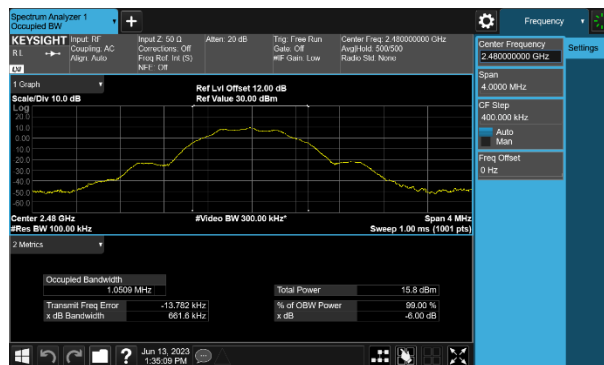 Spectrum Analyzer 1
Occupied BW
+
Frequency
KEYSIGHT
Input: RF
Coupling: AC
Align: Auto
Input Z: 50 Ω
Corrections: Off
Freq Ref: Int (S)
NFE: Off
Atten: 20 dB
Trig: Free Run
Gate: Off
#IF Gain: Low
Center Freq: 2.480000000 GHz
Avg|Hold: 500/500
Radio Std: None
RL
LW
Center Frequency
2.480000000 GHz
Settings
Span
4.0000 MHz
CF Step
400.000 kHz
Auto
Man
Freq Offset
0 Hz
1 Graph
Scale/Div 10.0 dB
Ref Lvl Offset 12.00 dB
Ref Value 30.00 dBm
Log
20.0
10.0
0.00
-10.0
-20.0
-30.0
-40.0
-50.0
-60.0
Center 2.48 GHz
#Res BW 100.00 kHz
#Video BW 300.00 kHz*
Span 4 MHz
Sweep 1.00 ms (1001 pts)
2 Metrics
Occupied Bandwidth
1.0509 MHz
Total Power 15.8 dBm
Transmit Freq Error -13.782 kHz
% of OBW Power 99.00 %
x dB Bandwidth 661.6 kHz
x dB -6.00 dB
?
Jun 13, 2023
1:35:09 PM